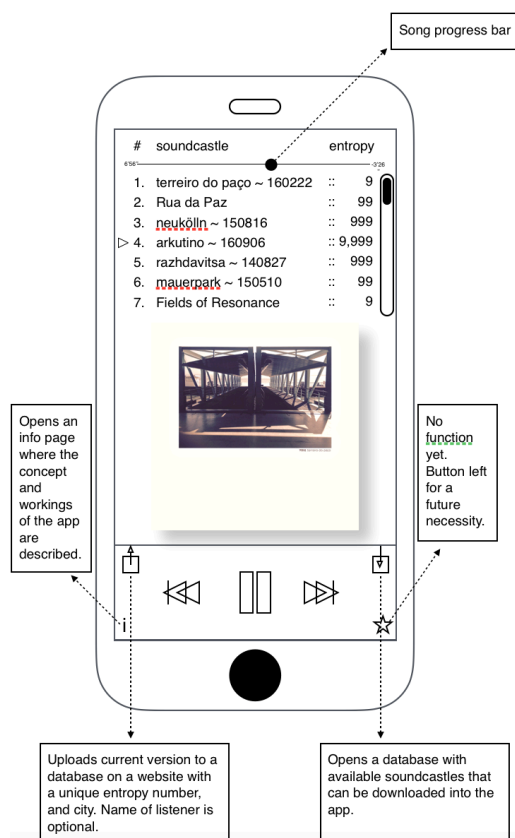 Song progress bar
# soundcastle entropy
6'56" -3'26
1. terreiro do paço ~ 160222 :: 9
2. Rua da Paz :: 99
3. neukölln ~ 150816 :: 999
4. arkutino ~ 160906 :: 9,999
5. razhdavitsa ~ 140827 :: 999
6. mauerpark ~ 150510 :: 99
7. Fields of Resonance :: 9
Opens an
info page
where the
concept
and
workings
of the app
are
described.
No
function
yet.
Button left
for a
future
necessity.
i
Uploads current version to a
database on a website with
a unique entropy number,
and city. Name of listener is
optional.
Opens a database with
available soundcastles that
can be downloaded into the
app.